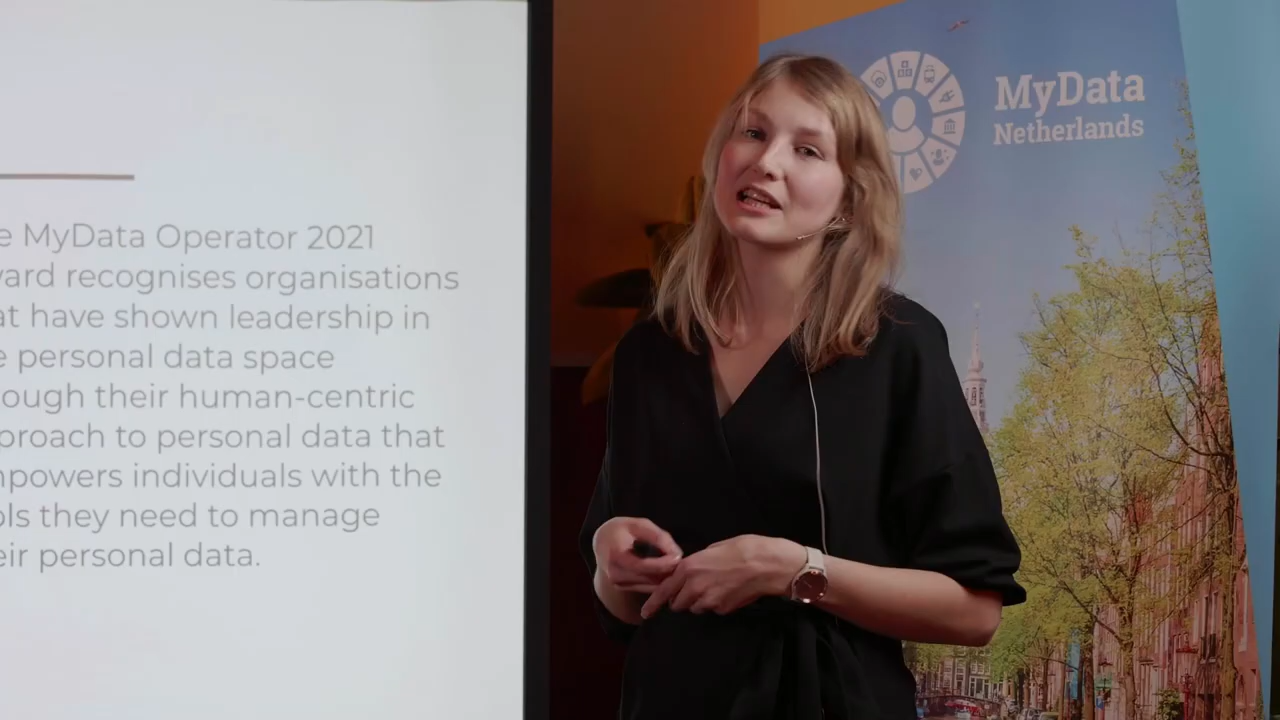 e MyData Operator 2021
ward recognises organisations
at have shown leadership in
e personal data space
ough their human-centric
proach to personal data that
mpowers individuals with the
ols they need to manage
eir personal data.
MyData
Netherlands